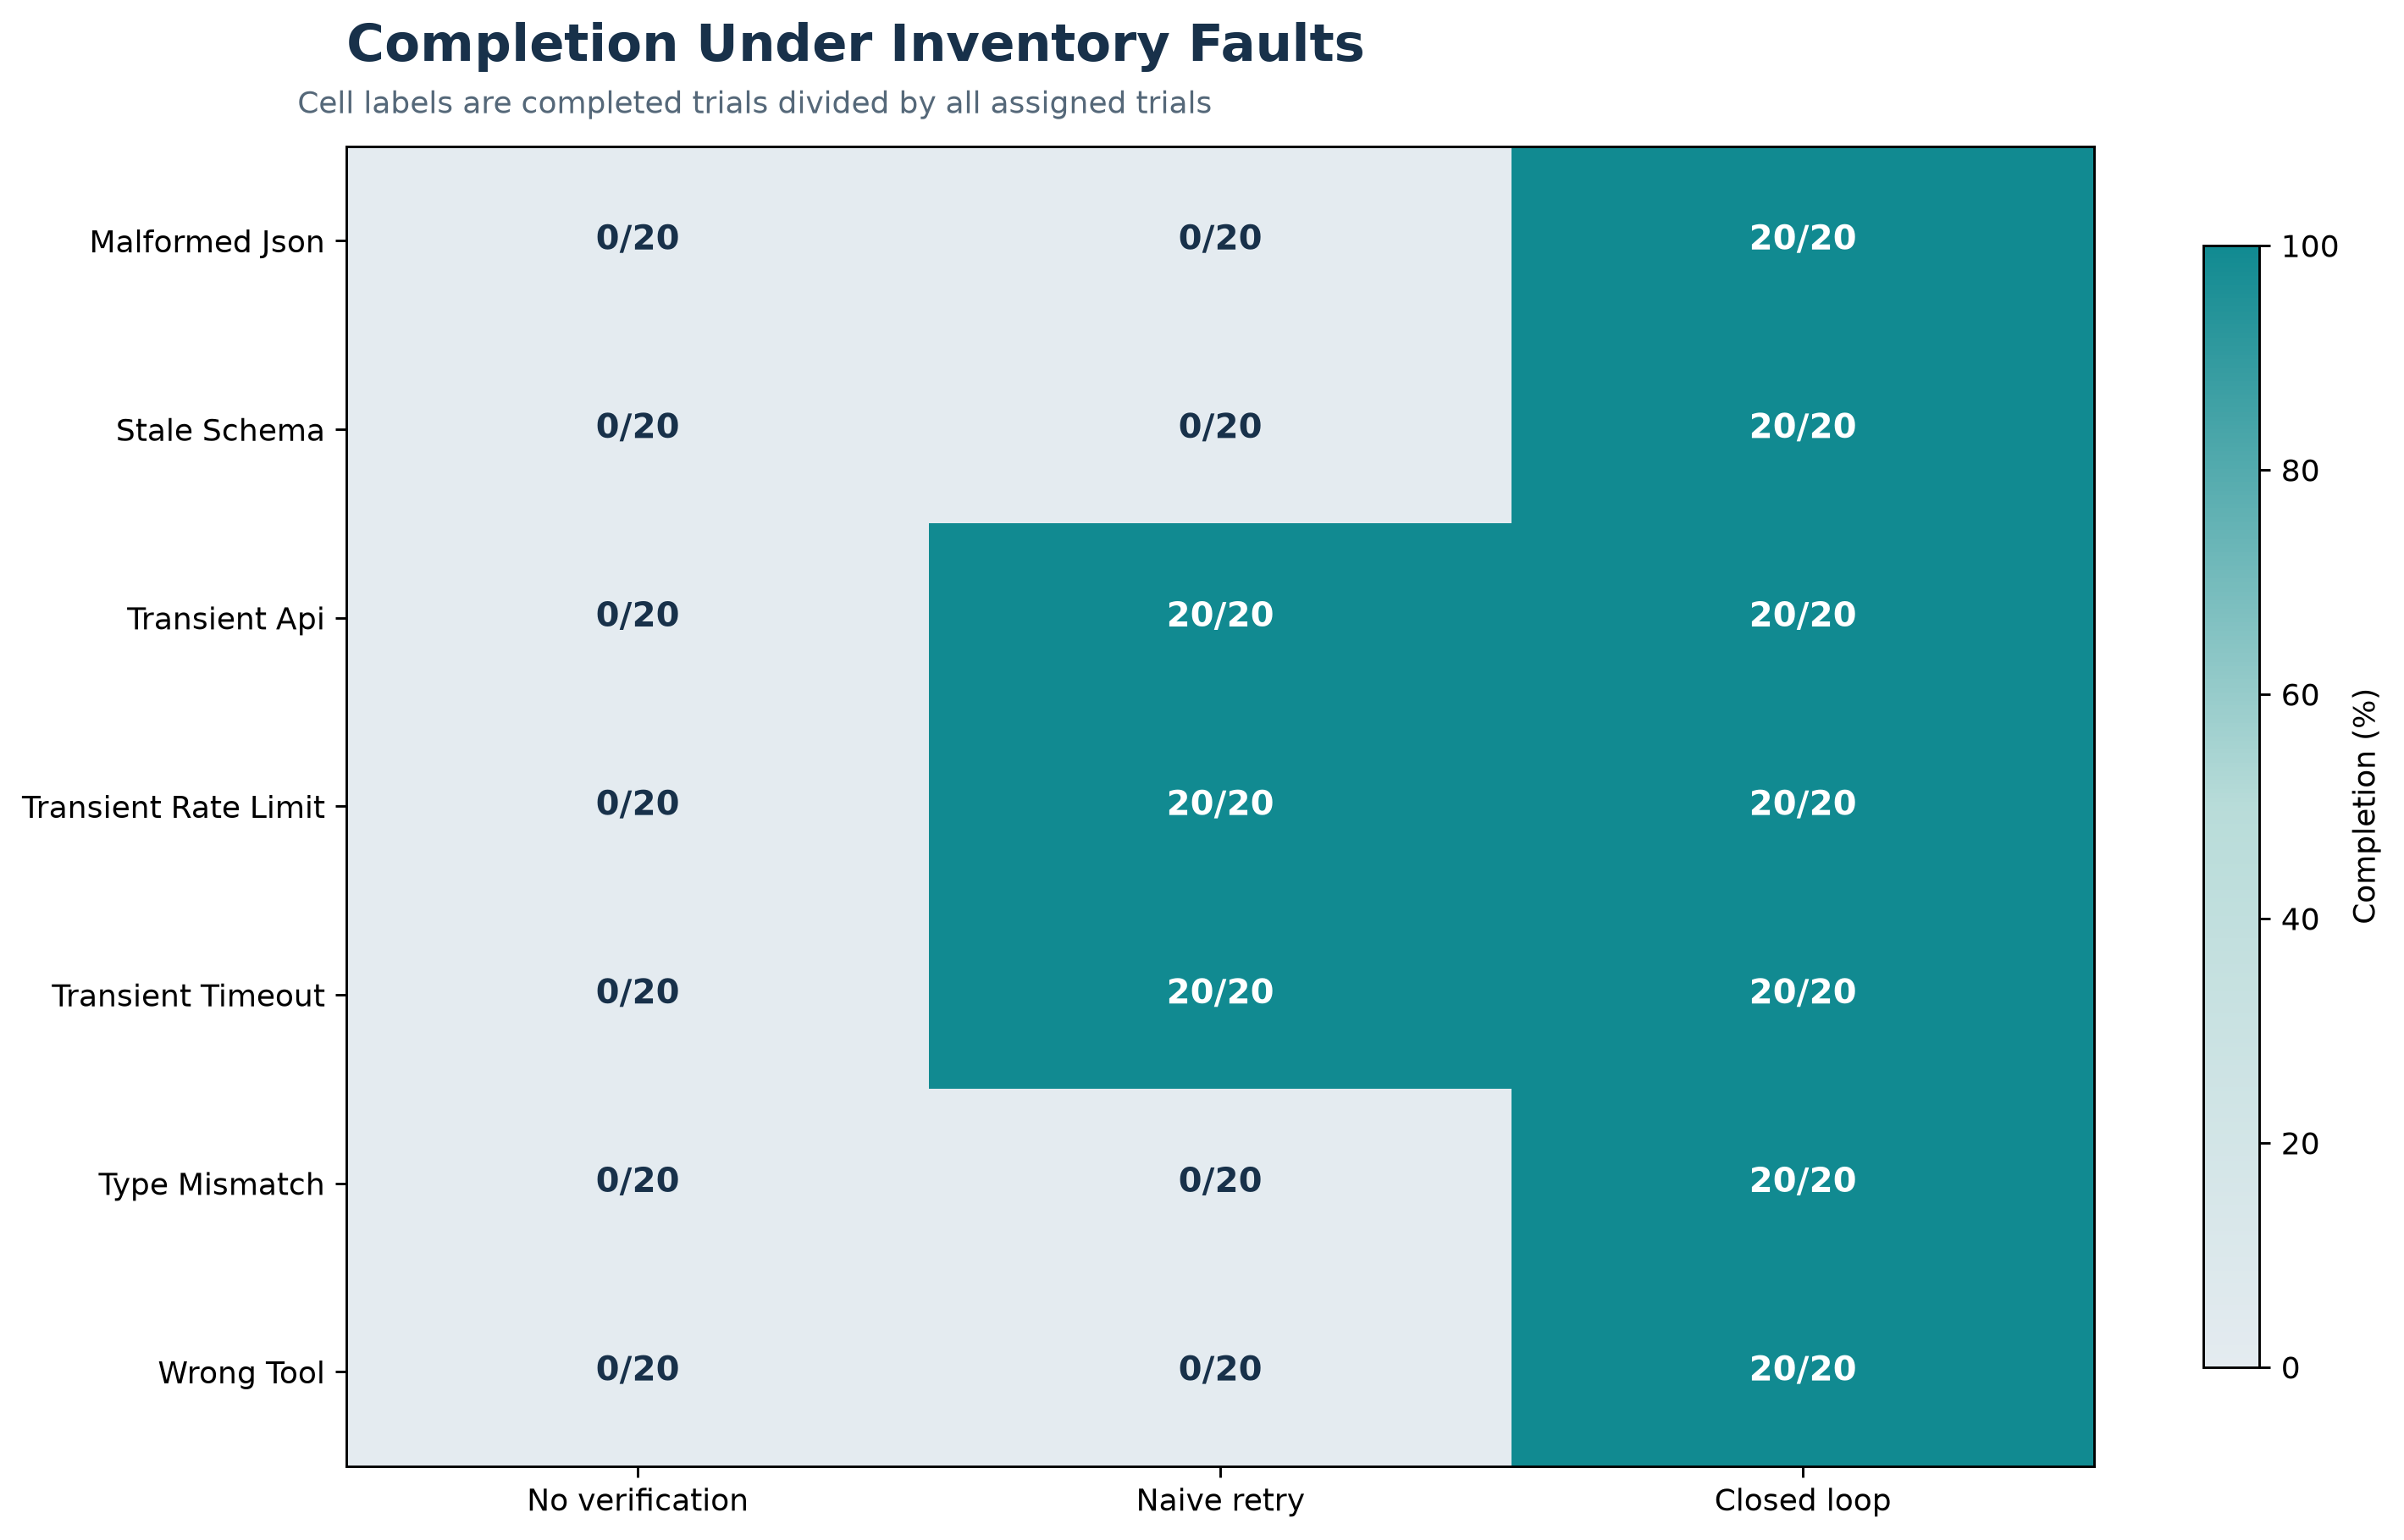 Completion Under Inventory Faults
Cell labels are completed trials divided by all assigned trials
Malformed Json 0/20 0/20 20/20
Stale Schema 0/20 0/20 20/20
Transient Api 0/20 20/20 20/20
Transient Rate Limit 0/20 20/20 20/20
Transient Timeout 0/20 20/20 20/20
Type Mismatch 0/20 0/20 20/20
Wrong Tool 0/20 0/20 20/20
No verification Naive retry Closed loop
100
80
60
40
20
0
Completion (%)